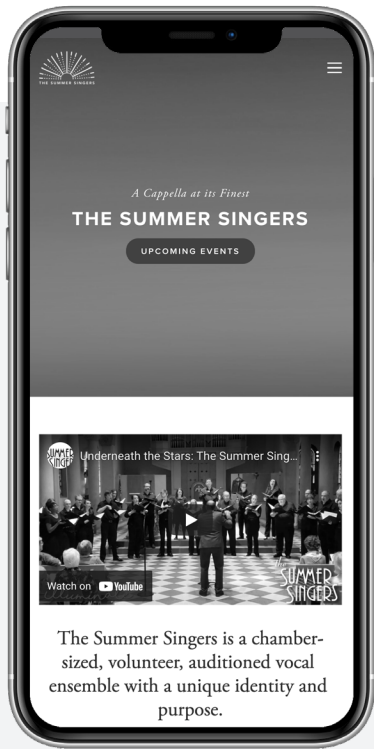 THE SUMMER SINGERS
A Cappella at its Finest
THE SUMMER SINGERS
UPCOMING EVENTS
SUMMER
SINGERS
Underneath the Stars: The Summer Sing...
Watch on YouTube
The
SUMMER
SINGERS
The Summer Singers is a chamber-
sized, volunteer, auditioned vocal
ensemble with a unique identity and
purpose.